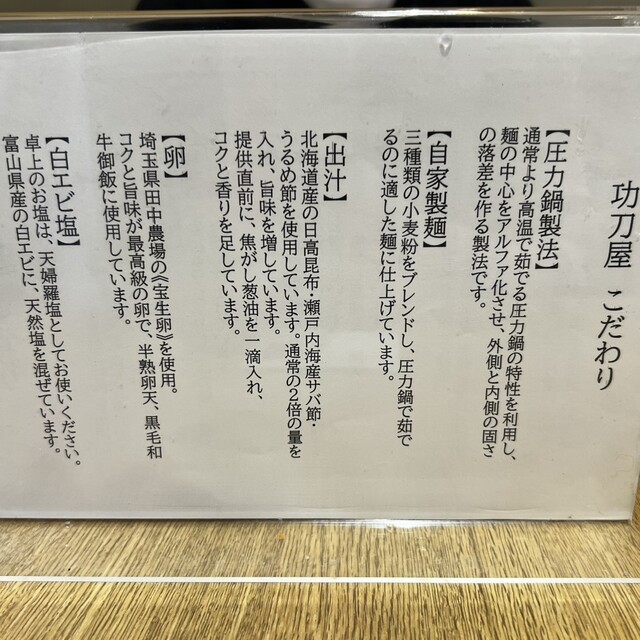 功刀屋 こだわり
【圧力鍋製法】
通常より高温で茹でる圧力鍋の特性を利用し、
麺の中心をアルファ化させ、外側と内側の固さ
の落差を作る製法です。
【自家製麺】
三種類の小麦粉をブレンドし、圧力鍋で茹で
るのに適した麺に仕上げています。
【出汁】
北海道産の日高昆布・瀬戸内海産サバ節・
うるめ節を使用しています。通常の2倍の量を
入れ、旨味を増しています。
提供直前に、焦がし葱油を一滴入れ、
コクと香りを足しています。
【卵】
埼玉県田中農場の《宝生卵》を使用。
コクと旨味が最高級の卵で、半熟卵天、黒毛和
牛御飯に使用しています。
【白エビ塩】
卓上のお塩は、天婦羅塩としてお使いください。
富山県産の白エビに、天然塩を混ぜています。